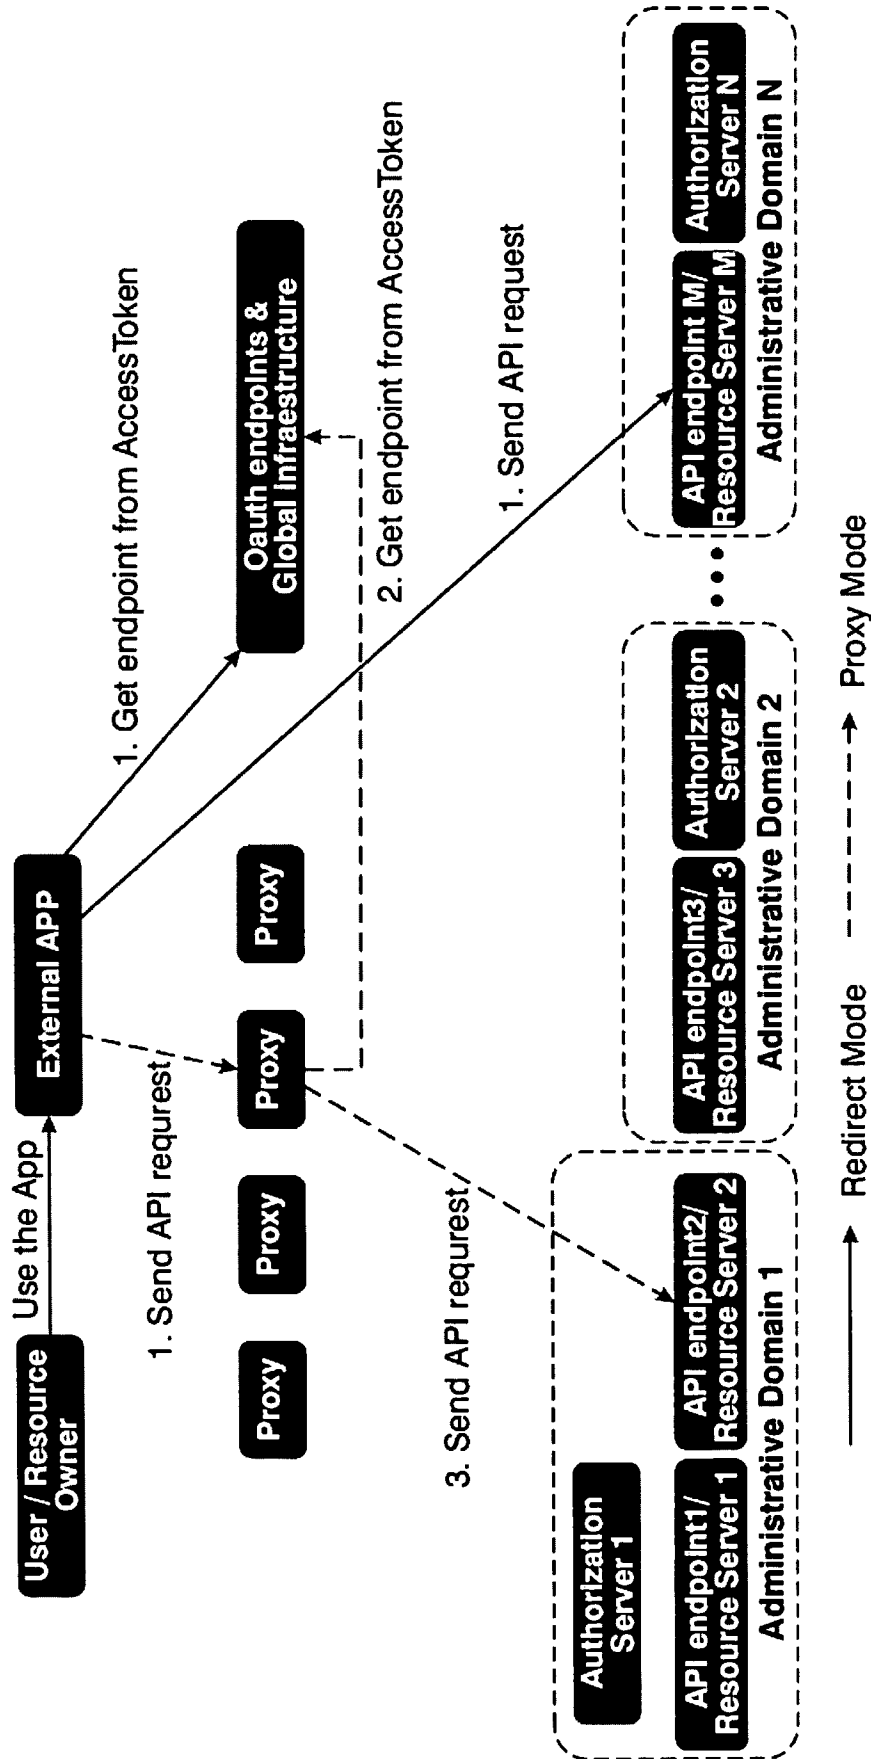 User / Resource
Owner
Use the App
External APP
1. Send API requrest
1. Get endpoint from AccessToken
Proxy
Proxy
Proxy
Proxy
Oauth endpoints &
Global Infraestructure
2. Get endpoint from AccessToken
3. Send API requrest
1. Send API request
Authorization
Server 1
API endpoint1/
Resource Server 1
API endpoint2/
Resource Server 2
Administrative Domain 1
API endpoint3/
Resource Server 3
Authorization
Server 2
Administrative Domain 2
••••
API endpoint M/
Resource Server M
Authorization
Server N
Administrative Domain N
Redirect Mode
Proxy Mode